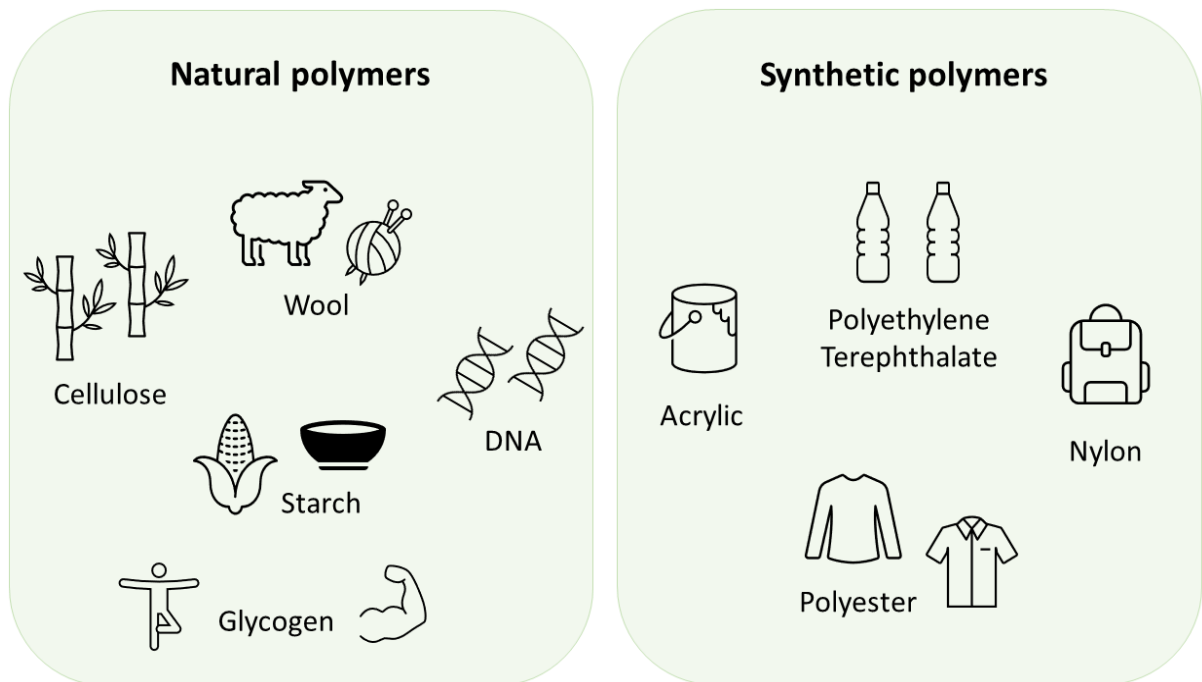 Natural polymers
Wool
Cellulose
DNA
Starch
Glycogen
Synthetic polymers
Polyethylene
Terephthalate
Acrylic
Nylon
Polyester